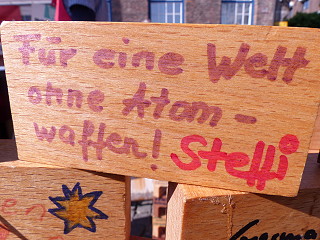 Für eine Welt
ohne Atom-
waffen! Steffi